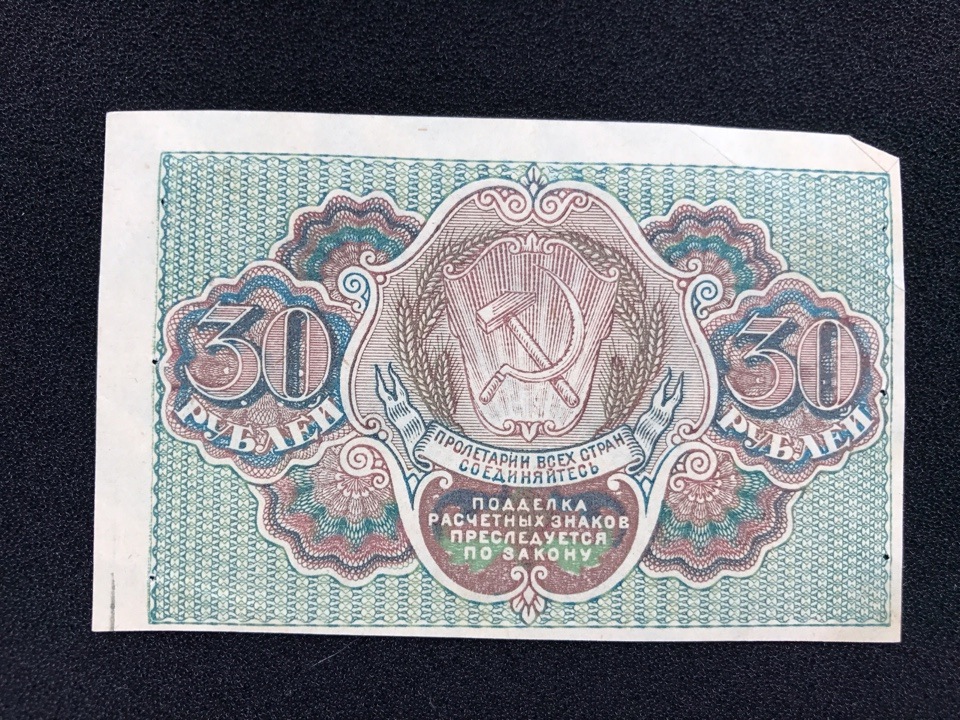 30
РУБЛЕЙ
30
РУБЛЕЙ
ПРОЛЕТАРИИ ВСЕХ СТРАН
СОЕДИНЯЙТЕСЬ
ПОДДЕЛКА
РАСЧЕТНЫХ ЗНАКОВ
ПРЕСЛЕДУЕТСЯ
ПО ЗАКОНУ